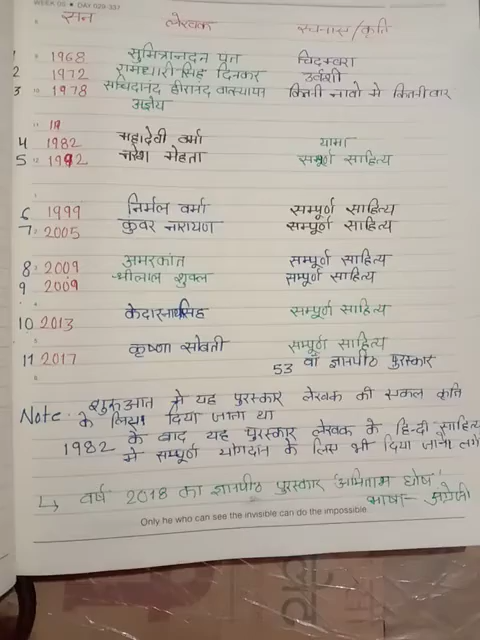 WEEK 05 • DAY 029-337
सन लेखक रचनाए/कृति
1 1968 सुमित्रानंदन पंत चिदम्बरा
2 1972 रामधारी सिंह दिनकर उर्वशी
3 1978 सच्चिदानंद हीरानंद वात्स्यायन कितनी नावो मे कितनी बार
अज्ञेय
4 1982 महादेवी वर्मा यामा
5 1992 नरेश मेहता सम्पूर्ण साहित्य
6 1999 निर्मल वर्मा सम्पूर्ण साहित्य
7 2005 कुंवर नारायण सम्पूर्ण साहित्य
8 2009 अमरकांत सम्पूर्ण साहित्य
9 2009 श्रीलाल शुक्ल सम्पूर्ण साहित्य
10 2013 केदारनाथसिंह सम्पूर्ण साहित्य
11 2017 कृष्णा सोबती सम्पूर्ण साहित्य
53 वां ज्ञानपीठ पुरस्कार
Note. शुरुआत मे यह पुरस्कार लेखक की सकल कृति
के लिए दिया जाता था
1982 के बाद यह पुरस्कार लेखक के हिन्दी साहित्य
मे सम्पूर्ण योगदान के लिए भी दिया जाने लगा
↳ वर्ष 2018 का ज्ञानपीठ पुरस्कार 'अमिताभ घोष'
भाषा- अंग्रेजी
Only he who can see the invisible can do the impossible